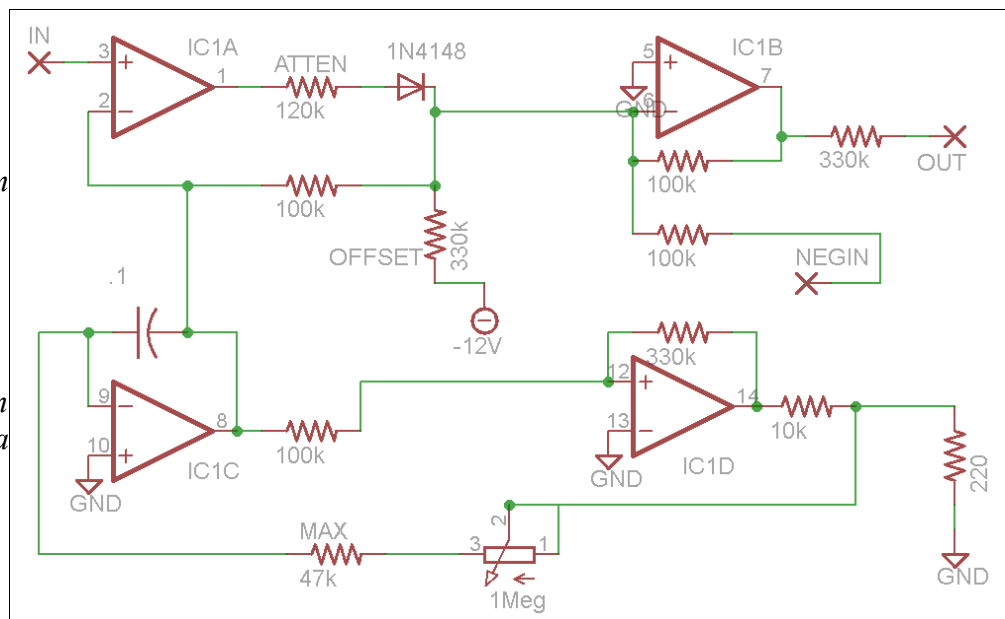 IN
3
IC1A
1
2
ATTEN
120k
1N4148
5
IC1B
7
GND
6
330k
OUT
100k
100k
OFFSET
330k
100k
NEGIN
-12V
n
.1
9
8
10
IC1C
GND
100k
330k
12
14
13
IC1D
GND
10k
220
GND
n
a
MAX
47k
2
3
1
1Meg